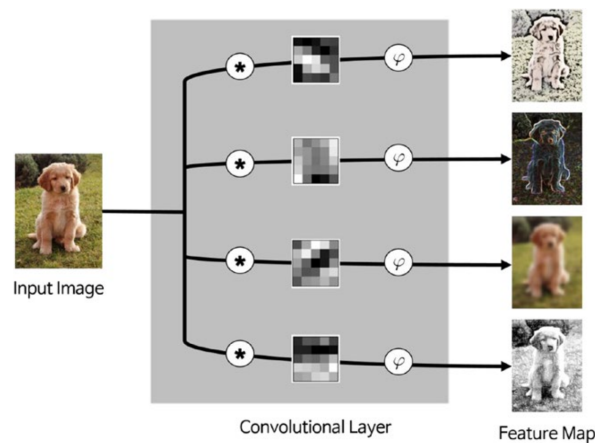 *
φ
*
φ
Input Image
*
φ
*
φ
Convolutional Layer
Feature Map